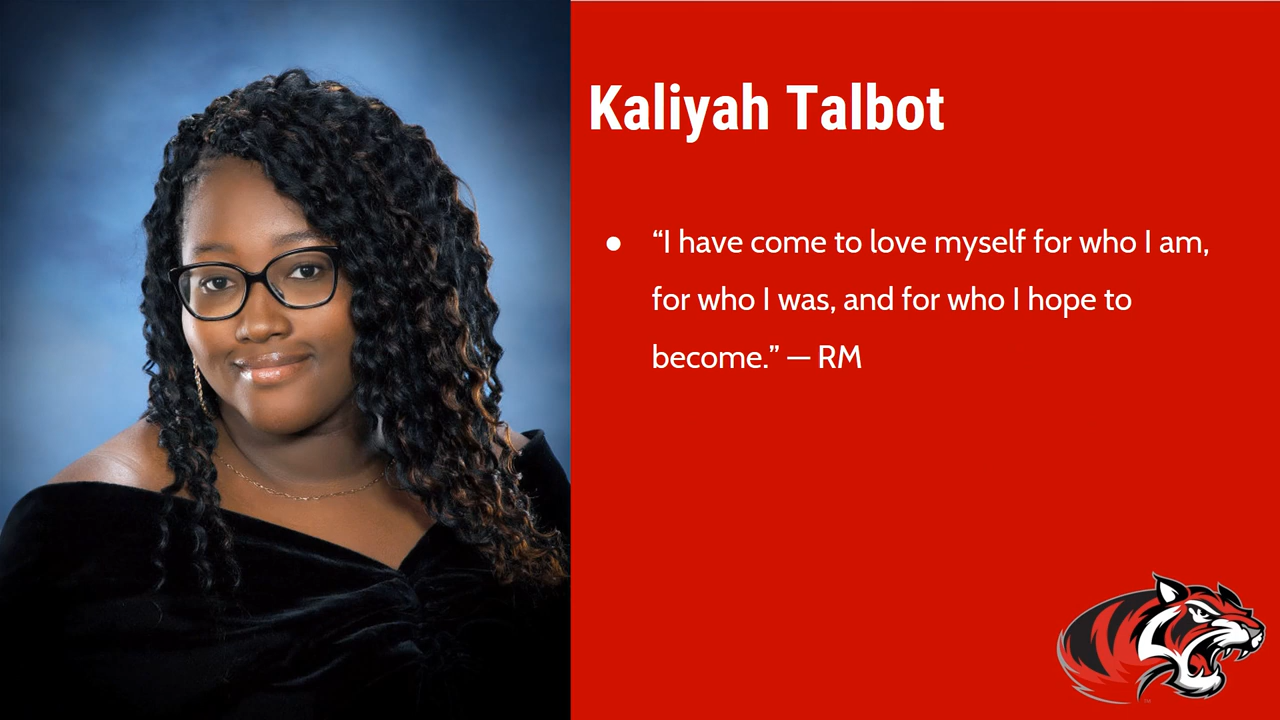 Kaliyah Talbot
● “I have come to love myself for who I am,
for who I was, and for who I hope to
become.” — RM